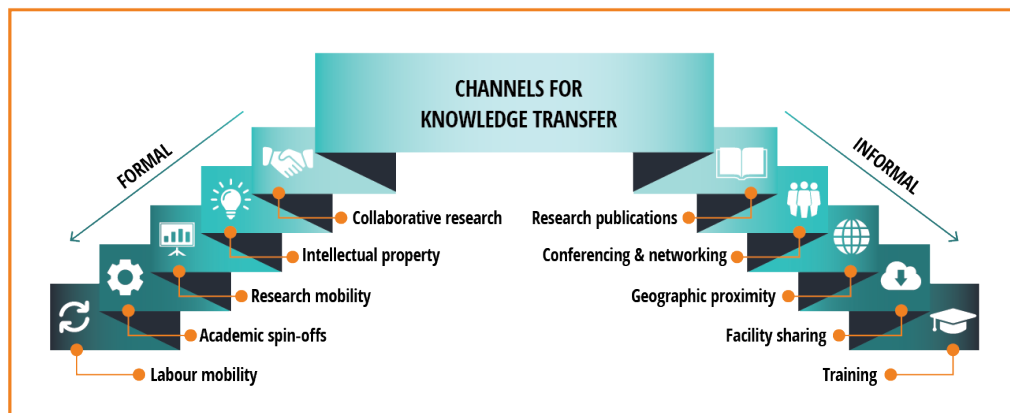 CHANNELS FOR
KNOWLEDGE TRANSFER
FORMAL
INFORMAL
Collaborative research
Intellectual property
Research mobility
Academic spin-offs
Labour mobility
Research publications
Conferencing & networking
Geographic proximity
Facility sharing
Training